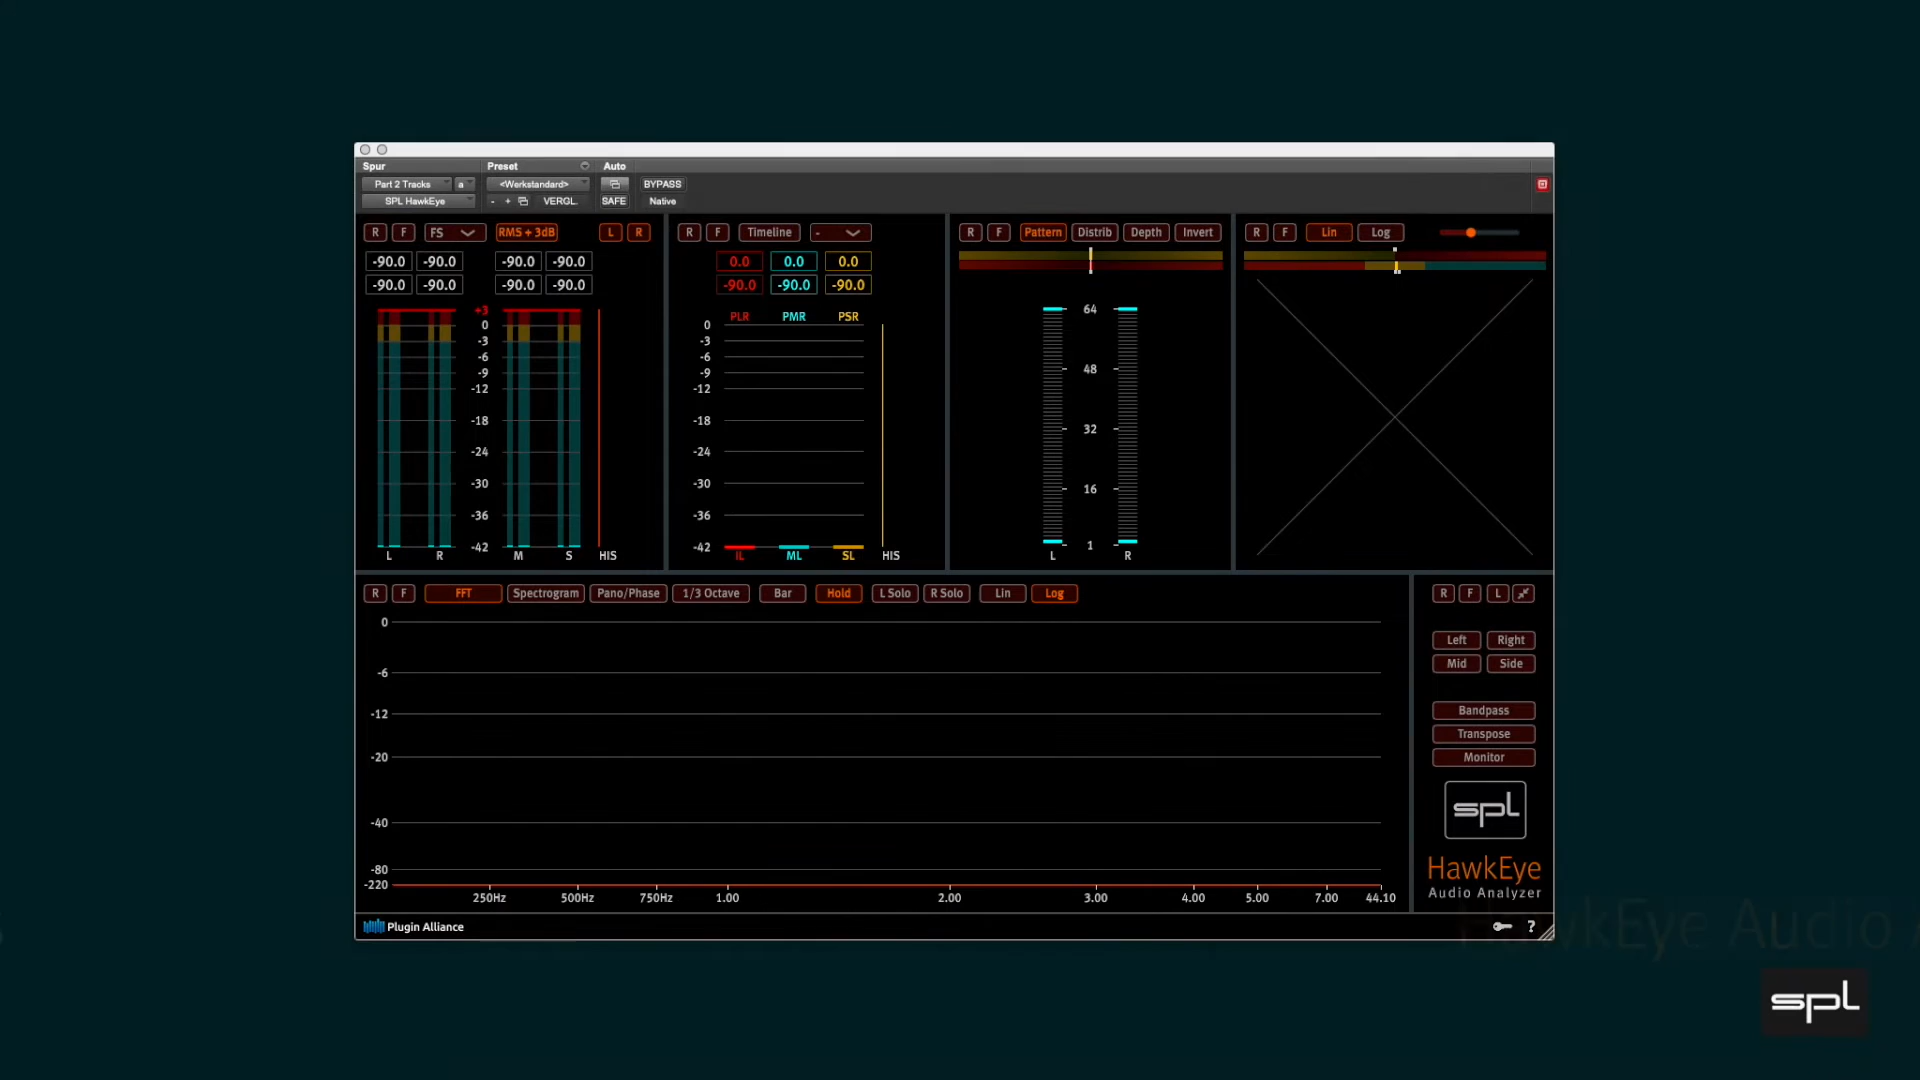 Spur Preset Auto
Part 2 Tracks a <Werkstandard> BYPASS
SPL HawkEye - + VERGL. SAFE Native
R F FS RMS + 3dB L R
R F Timeline -
R F Pattern Distrib Depth Invert
R F Lin Log
-90.0 -90.0 -90.0 -90.0
-90.0 -90.0 -90.0 -90.0
0.0 0.0 0.0
-90.0 -90.0 -90.0
PLR PMR PSR
+3
0
-3
-6
-9
-12
-18
-24
-30
-36
-42
L R M S HIS
0
-3
-6
-9
-12
-18
-24
-30
-36
-42
IL ML SL HIS
64
48
32
16
1
L R
R F FFT Spectrogram Pano/Phase 1/3 Octave Bar Hold L Solo R Solo Lin Log
0
-6
-12
-20
-40
-80
-220
250Hz 500Hz 750Hz 1.00 2.00 3.00 4.00 5.00 7.00 44.10
R F L
Left Right
Mid Side
Bandpass
Transpose
Monitor
spl
HawkEye
Audio Analyzer
Plugin Alliance ?
HawkEye Audio
spl